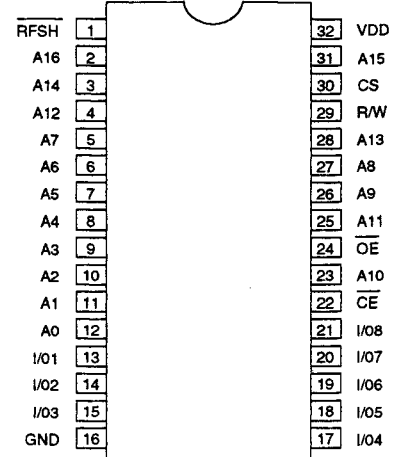 RFSH 1 32 VDD
A16 2 31 A15
A14 3 30 CS
A12 4 29 R/W
A7 5 28 A13
A6 6 27 A8
A5 7 26 A9
A4 8 25 A11
A3 9 24 OE
A2 10 23 A10
A1 11 22 CE
A0 12 21 I/08
I/01 13 20 I/07
I/02 14 19 I/06
I/03 15 18 I/05
GND 16 17 I/04